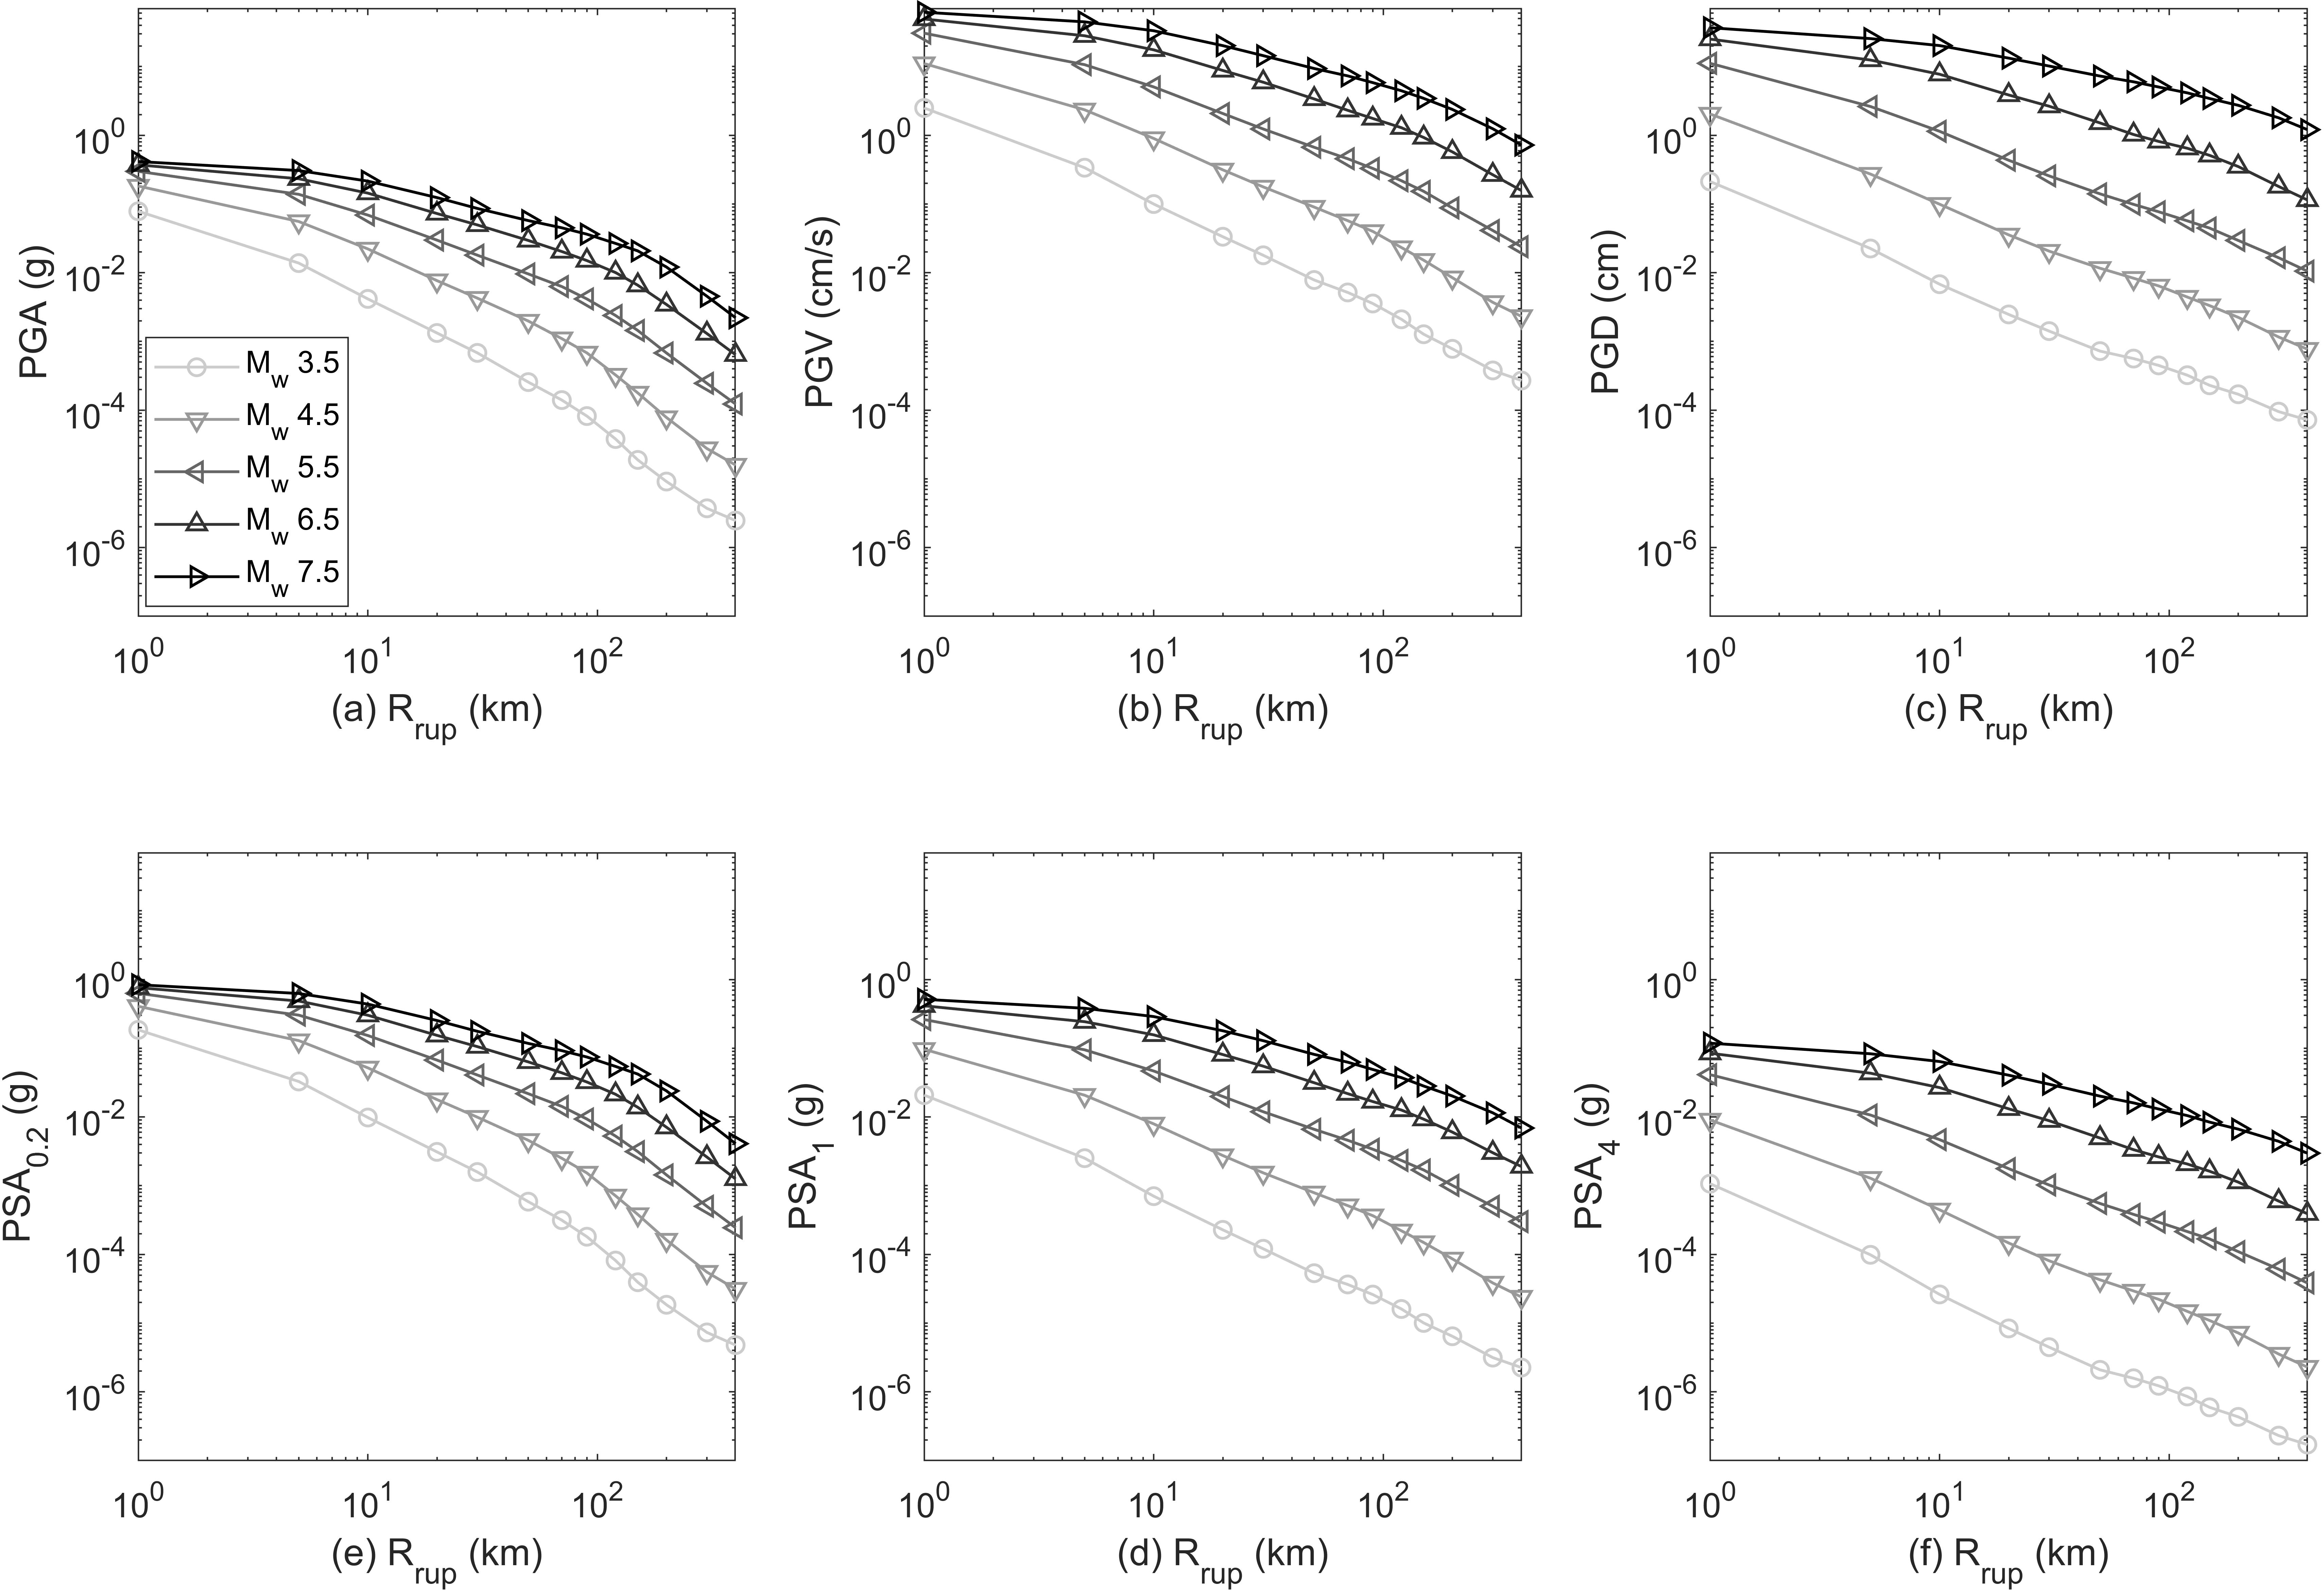 PGA (g)
10^0
10^-2
10^-4
10^-6
M_w 3.5
M_w 4.5
M_w 5.5
M_w 6.5
M_w 7.5
10^0 10^1 10^2
(a) R_rup (km)
PGV (cm/s)
10^0
10^-2
10^-4
10^-6
10^0 10^1 10^2
(b) R_rup (km)
PGD (cm)
10^0
10^-2
10^-4
10^-6
10^0 10^1 10^2
(c) R_rup (km)
PSA_0.2 (g)
10^0
10^-2
10^-4
10^-6
10^0 10^1 10^2
(e) R_rup (km)
PSA_1 (g)
10^0
10^-2
10^-4
10^-6
10^0 10^1 10^2
(d) R_rup (km)
PSA_4 (g)
10^0
10^-2
10^-4
10^-6
10^0 10^1 10^2
(f) R_rup (km)